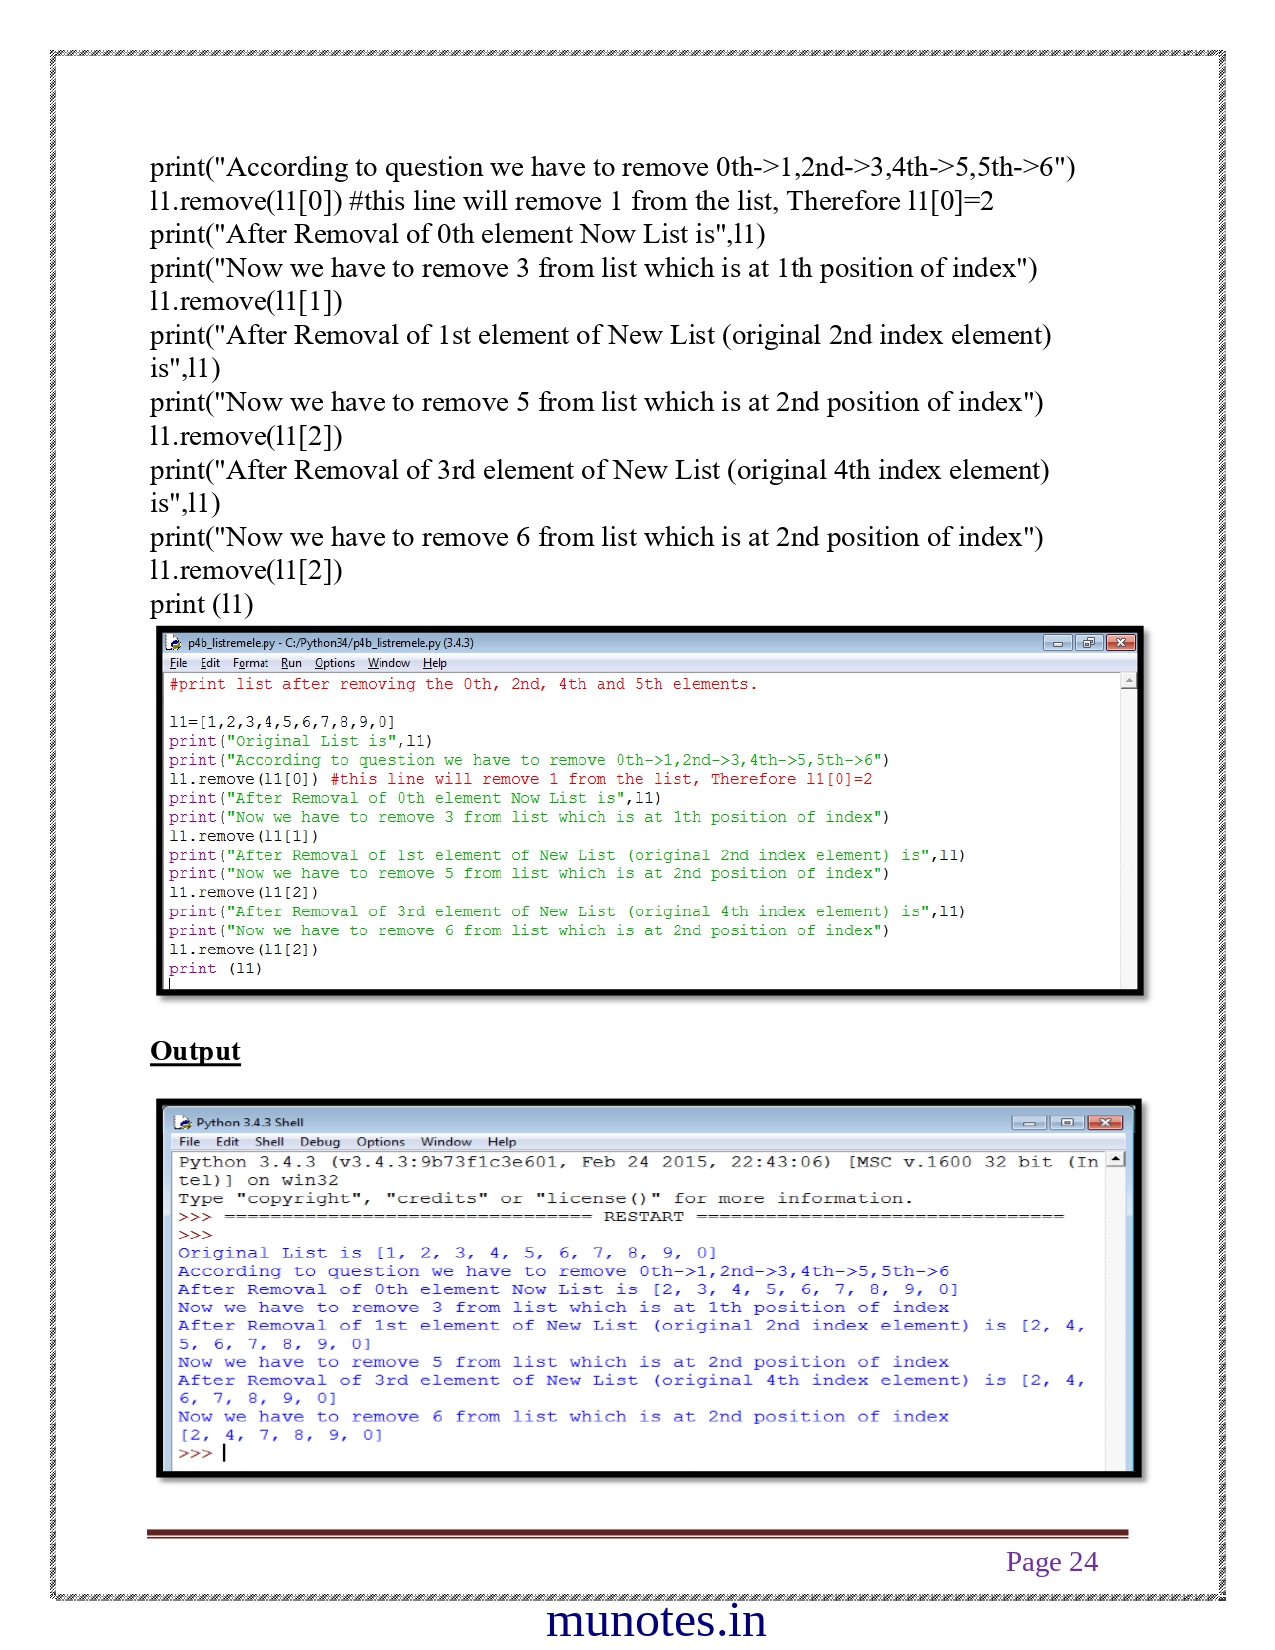 print("According to question we have to remove 0th->1,2nd->3,4th->5,5th->6")
l1.remove(l1[0]) #this line will remove 1 from the list, Therefore l1[0]=2
print("After Removal of 0th element Now List is",l1)
print("Now we have to remove 3 from list which is at 1th position of index")
l1.remove(l1[1])
print("After Removal of 1st element of New List (original 2nd index element)
is",l1)
print("Now we have to remove 5 from list which is at 2nd position of index")
l1.remove(l1[2])
print("After Removal of 3rd element of New List (original 4th index element)
is",l1)
print("Now we have to remove 6 from list which is at 2nd position of index")
l1.remove(l1[2])
print (l1)
p4b_listremele.py - C:/Python34/p4b_listremele.py (3.4.3)
File Edit Format Run Options Window Help
#print list after removing the 0th, 2nd, 4th and 5th elements.
l1=[1,2,3,4,5,6,7,8,9,0]
print("Original List is",l1)
print("According to question we have to remove 0th->1,2nd->3,4th->5,5th->6")
l1.remove(l1[0]) #this line will remove 1 from the list, Therefore l1[0]=2
print("After Removal of 0th element Now List is",l1)
print("Now we have to remove 3 from list which is at 1th position of index")
l1.remove(l1[1])
print("After Removal of 1st element of New List (original 2nd index element) is",l1)
print("Now we have to remove 5 from list which is at 2nd position of index")
l1.remove(l1[2])
print("After Removal of 3rd element of New List (original 4th index element) is",l1)
print("Now we have to remove 6 from list which is at 2nd position of index")
l1.remove(l1[2])
print (l1)
Output
Python 3.4.3 Shell
File Edit Shell Debug Options Window Help
Python 3.4.3 (v3.4.3:9b73f1c3e601, Feb 24 2015, 22:43:06) [MSC v.1600 32 bit (In
tel)] on win32
Type "copyright", "credits" or "license()" for more information.
>>> ================================ RESTART ================================
>>>
Original List is [1, 2, 3, 4, 5, 6, 7, 8, 9, 0]
According to question we have to remove 0th->1,2nd->3,4th->5,5th->6
After Removal of 0th element Now List is [2, 3, 4, 5, 6, 7, 8, 9, 0]
Now we have to remove 3 from list which is at 1th position of index
After Removal of 1st element of New List (original 2nd index element) is [2, 4,
5, 6, 7, 8, 9, 0]
Now we have to remove 5 from list which is at 2nd position of index
After Removal of 3rd element of New List (original 4th index element) is [2, 4,
6, 7, 8, 9, 0]
Now we have to remove 6 from list which is at 2nd position of index
[2, 4, 7, 8, 9, 0]
>>>
Page 24
munotes.in